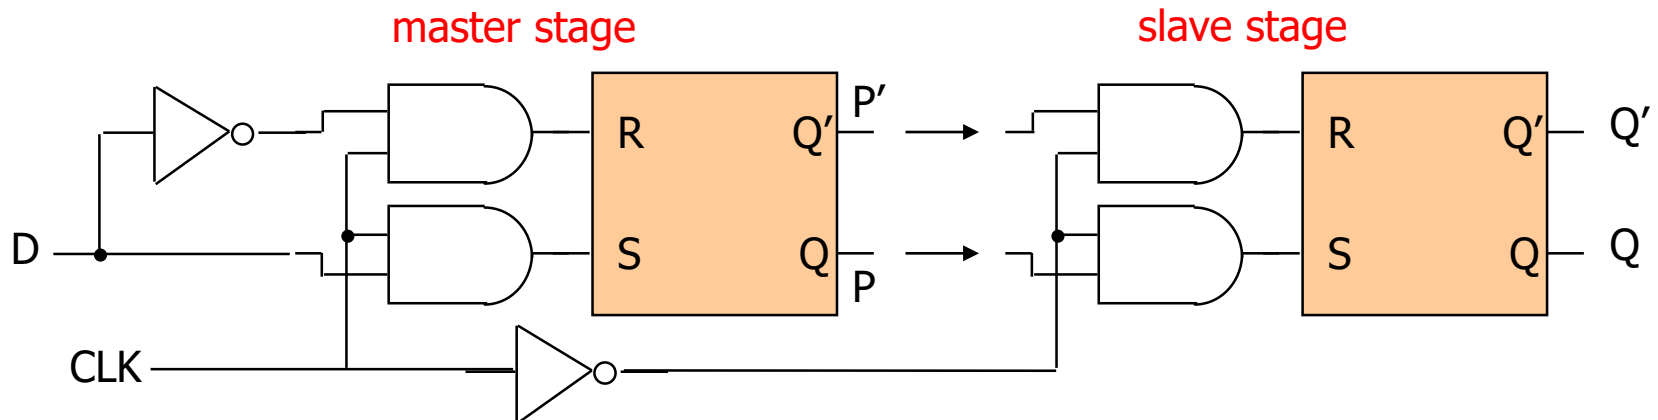 master stage
slave stage
P’
R
Q’
R
Q’
Q’
D
S
Q
P
S
Q
Q
CLK